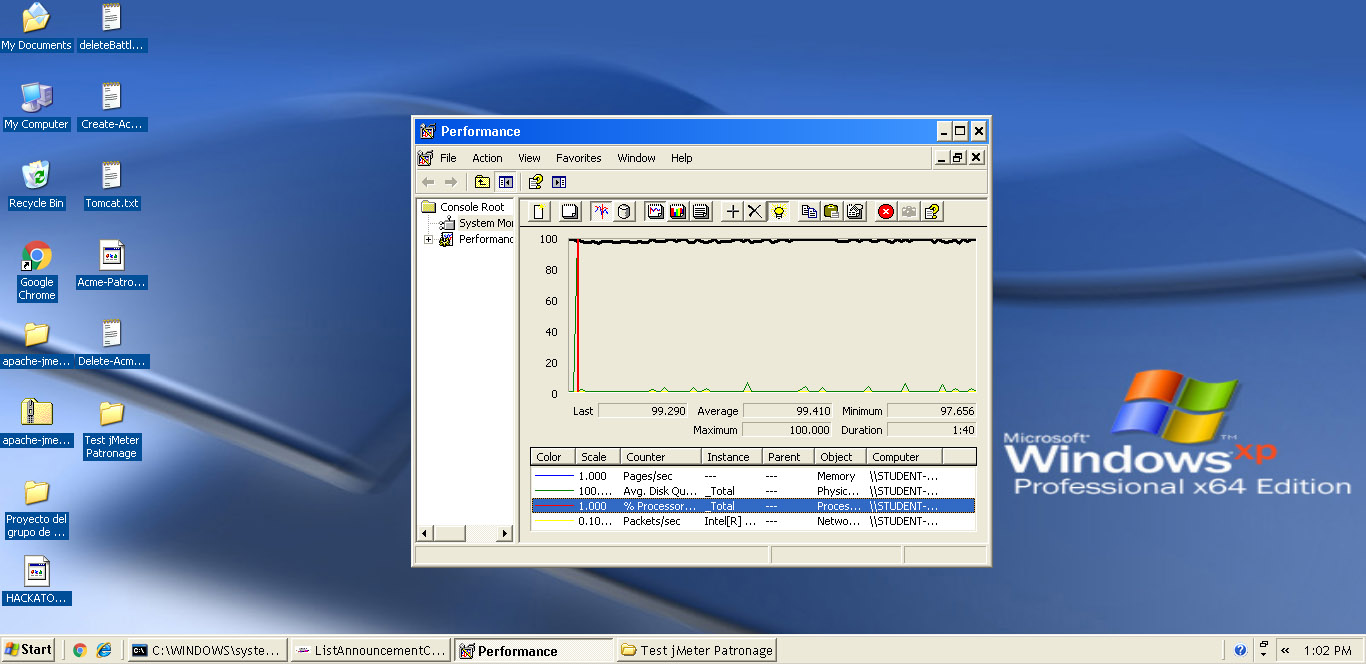 My Documents
deleteBattl...
My Computer
Create-Ac...
Recycle Bin
Tomcat.txt
Google
Chrome
Acme-Patro...
apache-jme...
Delete-Acm...
apache-jme...
Test jMeter
Patronage
Proyecto del
grupo de ...
HACKATO...
Performance
File Action View Favorites Window Help
Console Root
System Mo
Performanc
100
80
60
40
20
0
Last 99.290 Average 99.410 Minimum 97.656
Maximum 100.000 Duration 1:40
Color Scale Counter Instance Parent Object Computer
1.000 Pages/sec --- --- Memory \\STUDENT-...
100.... Avg. Disk Qu... _Total --- Physic... \\STUDENT-...
1.000 % Processor... _Total --- Proces... \\STUDENT-...
0.10... Packets/sec Intel[R] ... --- Netwo... \\STUDENT-...
Microsoft
Windows xp TM
Professional x64 Edition
Start C:\WINDOWS\syste... ListAnnouncementC... Performance Test jMeter Patronage « 1:02 PM